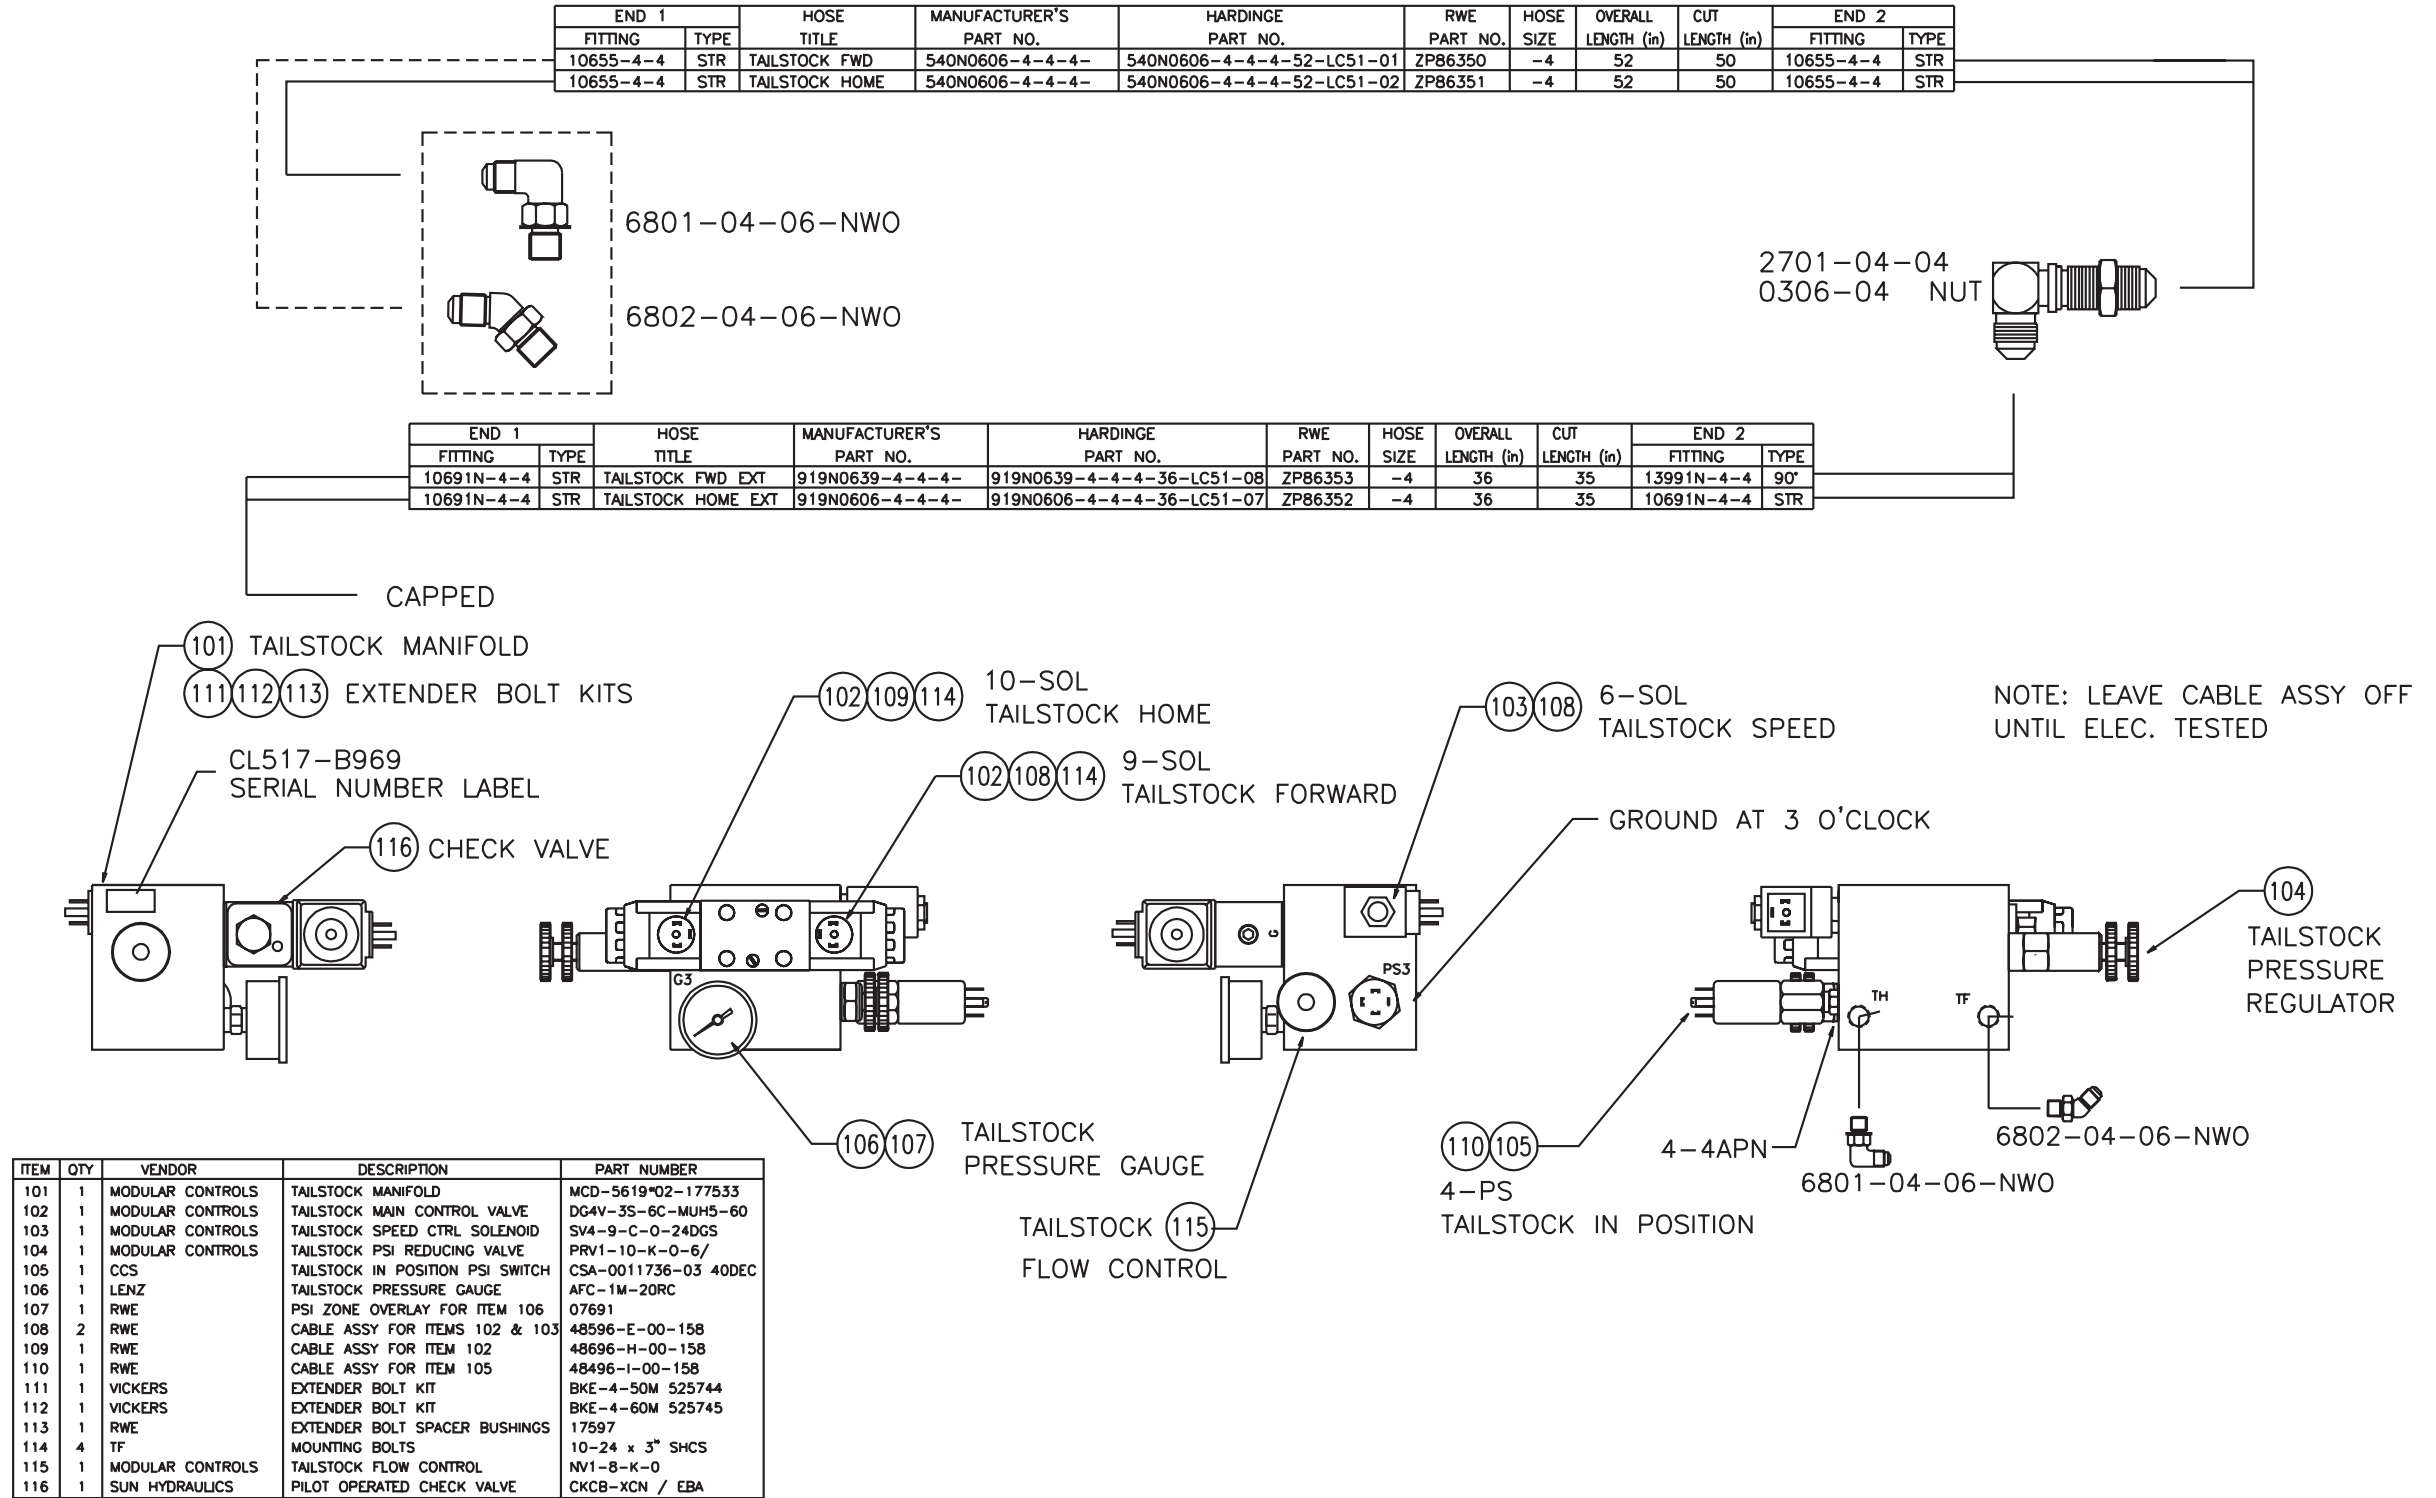 END 1 HOSE MANUFACTURER'S HARDINGE RWE HOSE OVERALL CUT END 2
FITTING TYPE TITLE PART NO. PART NO. PART NO. SIZE LENGTH (in) LENGTH (in) FITTING TYPE
10655-4-4 STR TAILSTOCK FWD 540N0606-4-4-4- 540N0606-4-4-4-52-LC51-01 ZP86350 -4 52 50 10655-4-4 STR
10655-4-4 STR TAILSTOCK HOME 540N0606-4-4-4- 540N0606-4-4-4-52-LC51-02 ZP86351 -4 52 50 10655-4-4 STR
6801-04-06-NWO
6802-04-06-NWO
2701-04-04
0306-04 NUT
END 1 HOSE MANUFACTURER'S HARDINGE RWE HOSE OVERALL CUT END 2
FITTING TYPE TITLE PART NO. PART NO. PART NO. SIZE LENGTH (in) LENGTH (in) FITTING TYPE
10691N-4-4 STR TAILSTOCK FWD EXT 919N0639-4-4-4- 919N0639-4-4-4-36-LC51-08 ZP86353 -4 36 35 13991N-4-4 90°
10691N-4-4 STR TAILSTOCK HOME EXT 919N0606-4-4-4- 919N0606-4-4-4-36-LC51-07 ZP86352 -4 36 35 10691N-4-4 STR
CAPPED
101 TAILSTOCK MANIFOLD
111 112 113 EXTENDER BOLT KITS
CL517-B969
SERIAL NUMBER LABEL
116 CHECK VALVE
102 109 114 10-SOL
TAILSTOCK HOME
102 108 114 9-SOL
TAILSTOCK FORWARD
103 108 6-SOL
TAILSTOCK SPEED
NOTE: LEAVE CABLE ASSY OFF
UNTIL ELEC. TESTED
GROUND AT 3 O'CLOCK
104
TAILSTOCK
PRESSURE
REGULATOR
G3
G
PS3
TH
TF
106 107 TAILSTOCK
PRESSURE GAUGE
TAILSTOCK 115
FLOW CONTROL
110 105
4-PS
TAILSTOCK IN POSITION
4-4APN
6801-04-06-NWO
6802-04-06-NWO
ITEM QTY VENDOR DESCRIPTION PART NUMBER
101 1 MODULAR CONTROLS TAILSTOCK MANIFOLD MCD-5619*02-177533
102 1 MODULAR CONTROLS TAILSTOCK MAIN CONTROL VALVE DG4V-3S-6C-MUH5-60
103 1 MODULAR CONTROLS TAILSTOCK SPEED CTRL SOLENOID SV4-9-C-0-24DGS
104 1 MODULAR CONTROLS TAILSTOCK PSI REDUCING VALVE PRV1-10-K-0-6/
105 1 CCS TAILSTOCK IN POSITION PSI SWITCH CSA-0011736-03 40DEC
106 1 LENZ TAILSTOCK PRESSURE GAUGE AFC-1M-20RC
107 1 RWE PSI ZONE OVERLAY FOR ITEM 106 07691
108 2 RWE CABLE ASSY FOR ITEMS 102 & 103 48596-E-00-158
109 1 RWE CABLE ASSY FOR ITEM 102 48696-H-00-158
110 1 RWE CABLE ASSY FOR ITEM 105 48496-I-00-158
111 1 VICKERS EXTENDER BOLT KIT BKE-4-50M 525744
112 1 VICKERS EXTENDER BOLT KIT BKE-4-60M 525745
113 1 RWE EXTENDER BOLT SPACER BUSHINGS 17597
114 4 TF MOUNTING BOLTS 10-24 x 3" SHCS
115 1 MODULAR CONTROLS TAILSTOCK FLOW CONTROL NV1-8-K-0
116 1 SUN HYDRAULICS PILOT OPERATED CHECK VALVE CKCB-XCN / EBA